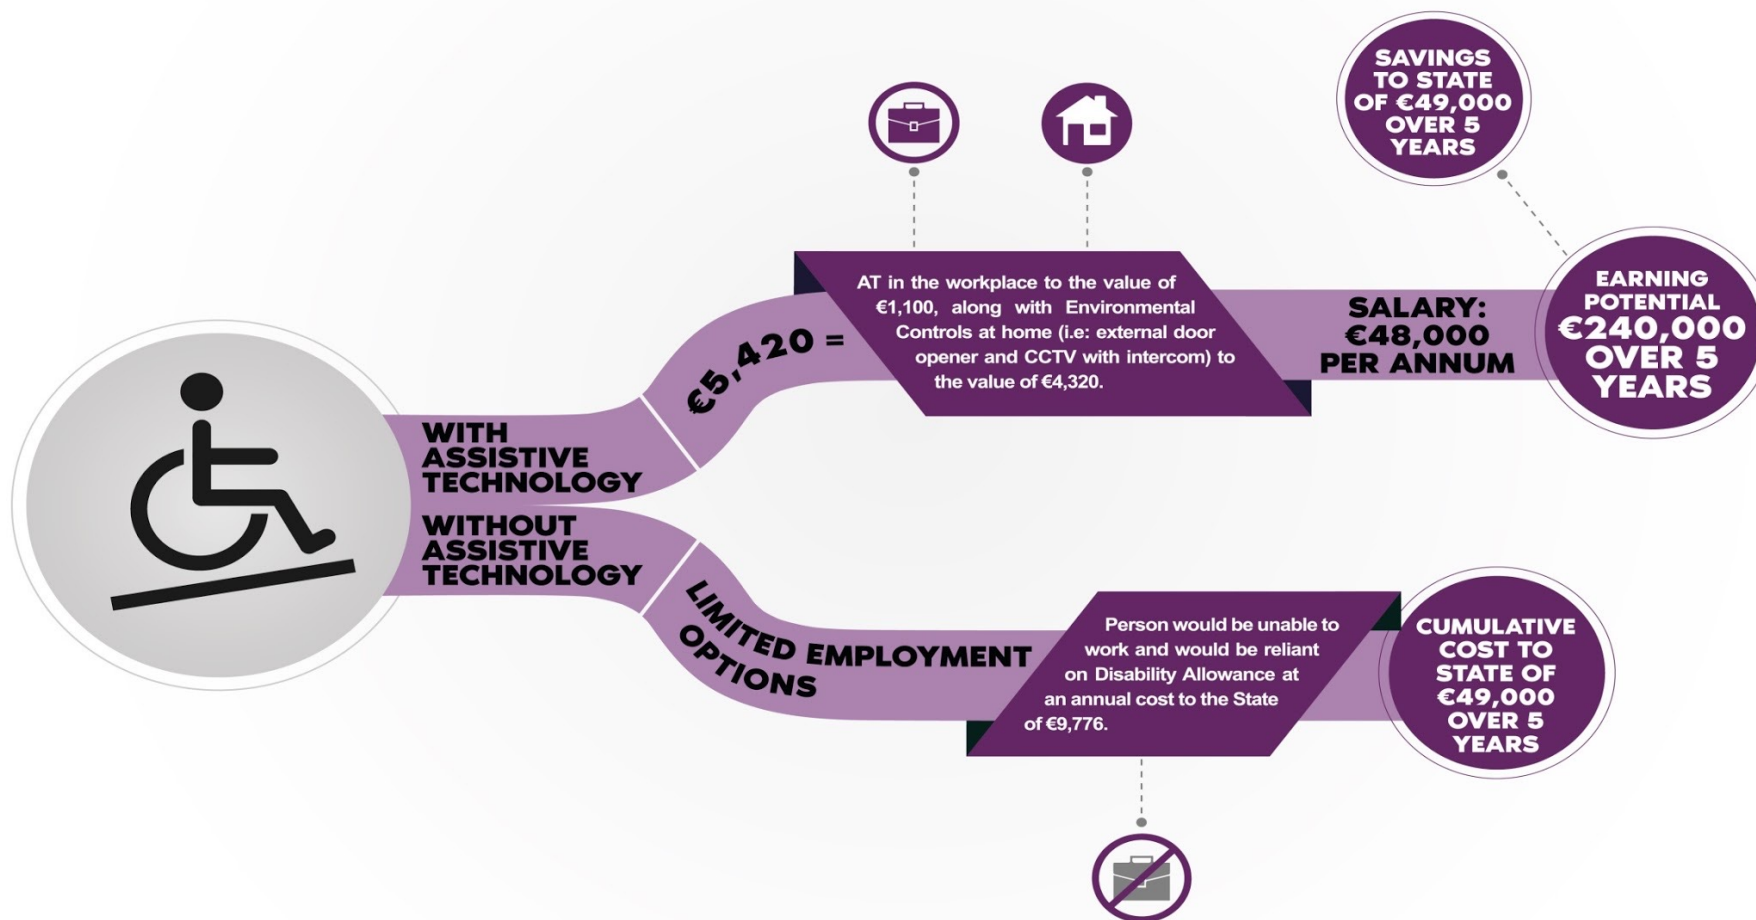 SAVINGS
TO STATE
OF €49,000
OVER 5
YEARS
WITH
ASSISTIVE
TECHNOLOGY
€5,420 =
AT in the workplace to the value of
€1,100, along with Environmental
Controls at home (i.e: external door
opener and CCTV with intercom) to
the value of €4,320.
SALARY:
€48,000
PER ANNUM
EARNING
POTENTIAL
€240,000
OVER 5
YEARS
WITHOUT
ASSISTIVE
TECHNOLOGY
LIMITED EMPLOYMENT
OPTIONS
Person would be unable to
work and would be reliant
on Disability Allowance at
an annual cost to the State
of €9,776.
CUMULATIVE
COST TO
STATE OF
€49,000
OVER 5
YEARS